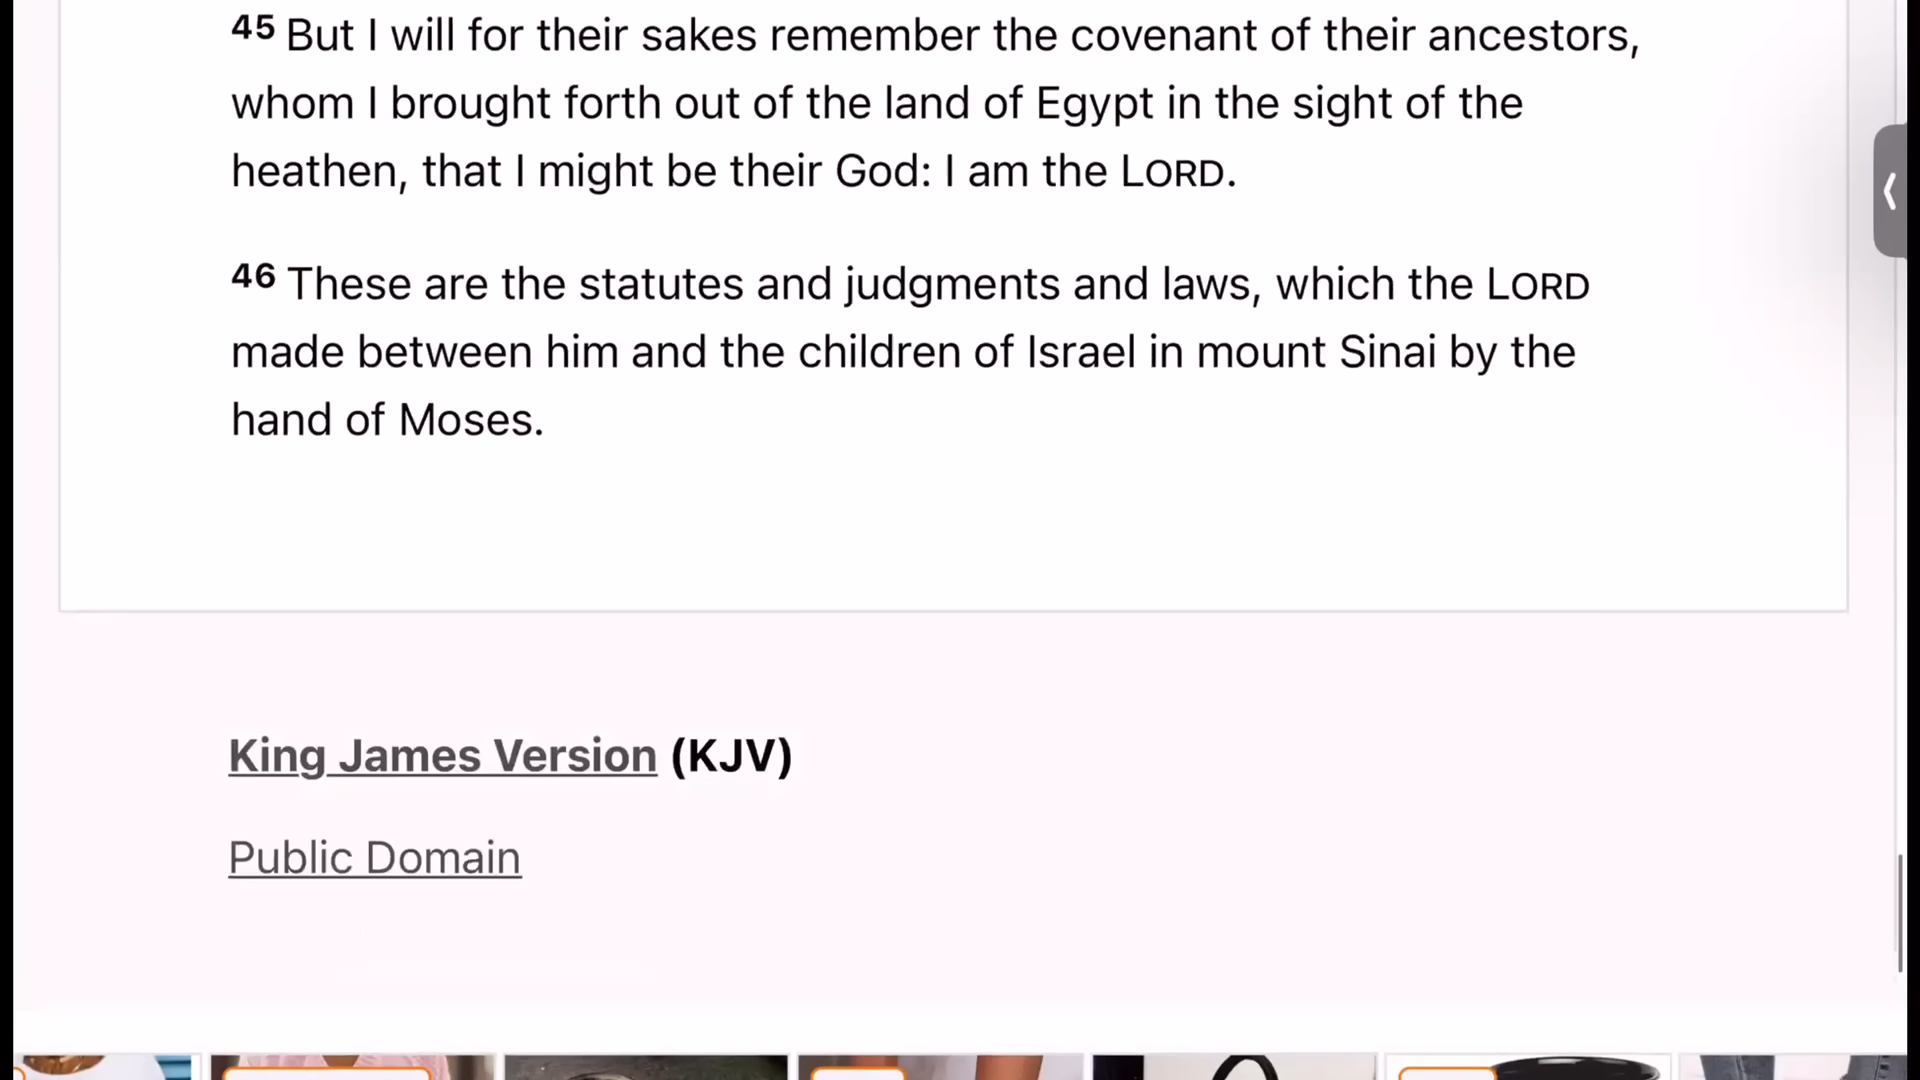 45 But I will for their sakes remember the covenant of their ancestors,
whom I brought forth out of the land of Egypt in the sight of the
heathen, that I might be their God: I am the LORD.
46 These are the statutes and judgments and laws, which the LORD
made between him and the children of Israel in mount Sinai by the
hand of Moses.
King James Version (KJV)
Public Domain